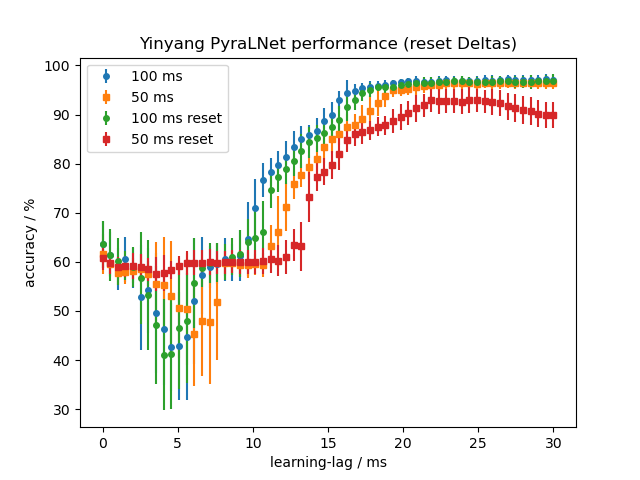 Yinyang PyraLNet performance (reset Deltas)
100 ms
50 ms
100 ms reset
50 ms reset
accuracy / %
100
90
80
70
60
50
40
30
0 5 10 15 20 25 30
learning-lag / ms